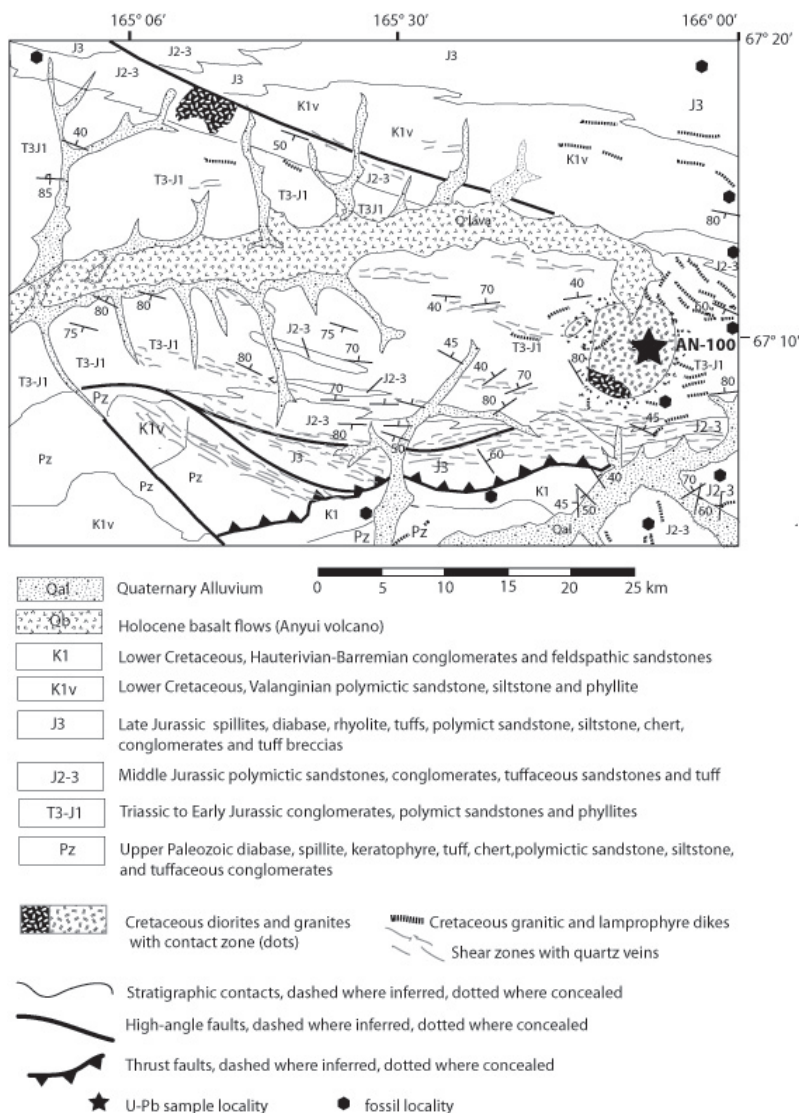 165° 06' 165° 30' 166° 00'
67° 20'
J3 J2-3 J3
J2-3 J3
K1v J3
40 50 K1v
T3J1 J2-3 K1v
85 T3-J1 T3-J1 T3J1
80
Q lava
J2-3
80 80 40 70 40 60
75 J2-3 75 67° 10'
T3-J1 T3-J1 45 T3-J1 AN-100
80 70 40 80 T3-J1
T3-J1 Pz J2-3 70 80
70 80
K1v J2-3 80 45 J2-3
J3 50
Pz J3 60
Pz Pz K1 40 70 J2-3
K1 45 50 60
K1v Pz Pz Qal J2-3
Qal Quaternary Alluvium 0 5 10 15 20 25 km
Qb Holocene basalt flows (Anyui volcano)
K1 Lower Cretaceous, Hauterivian-Barremian conglomerates and feldspathic sandstones
K1v Lower Cretaceous, Valanginian polymictic sandstone, siltstone and phyllite
J3 Late Jurassic spillites, diabase, rhyolite, tuffs, polymict sandstone, siltstone, chert,
conglomerates and tuff breccias
J2-3 Middle Jurassic polymictic sandstones, conglomerates, tuffaceous sandstones and tuff
T3-J1 Triassic to Early Jurassic conglomerates, polymict sandstones and phyllites
Pz Upper Paleozoic diabase, spillite, keratophyre, tuff, chert,polymictic sandstone, siltstone,
and tuffaceous conglomerates
Cretaceous diorites and granites
with contact zone (dots)
Cretaceous granitic and lamprophyre dikes
Shear zones with quartz veins
Stratigraphic contacts, dashed where inferred, dotted where concealed
High-angle faults, dashed where inferred, dotted where concealed
Thrust faults, dashed where inferred, dotted where concealed
U-Pb sample locality fossil locality